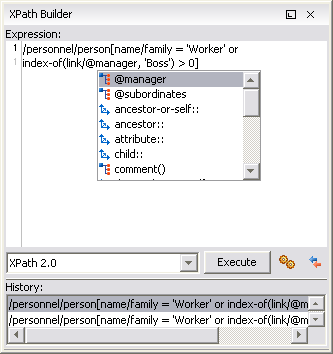 XPath Builder
Expression:
1 /personnel/person[name/family = 'Worker' or
1 index-of(link/@manager, 'Boss') > 0]
@manager
@subordinates
ancestor-or-self::
ancestor::
attribute::
child::
comment()
XPath 2.0
Execute
History:
/personnel/person[name/family = 'Worker' or index-of(link/@m
/personnel/person[name/family = 'Worker' or index-of(link/@m